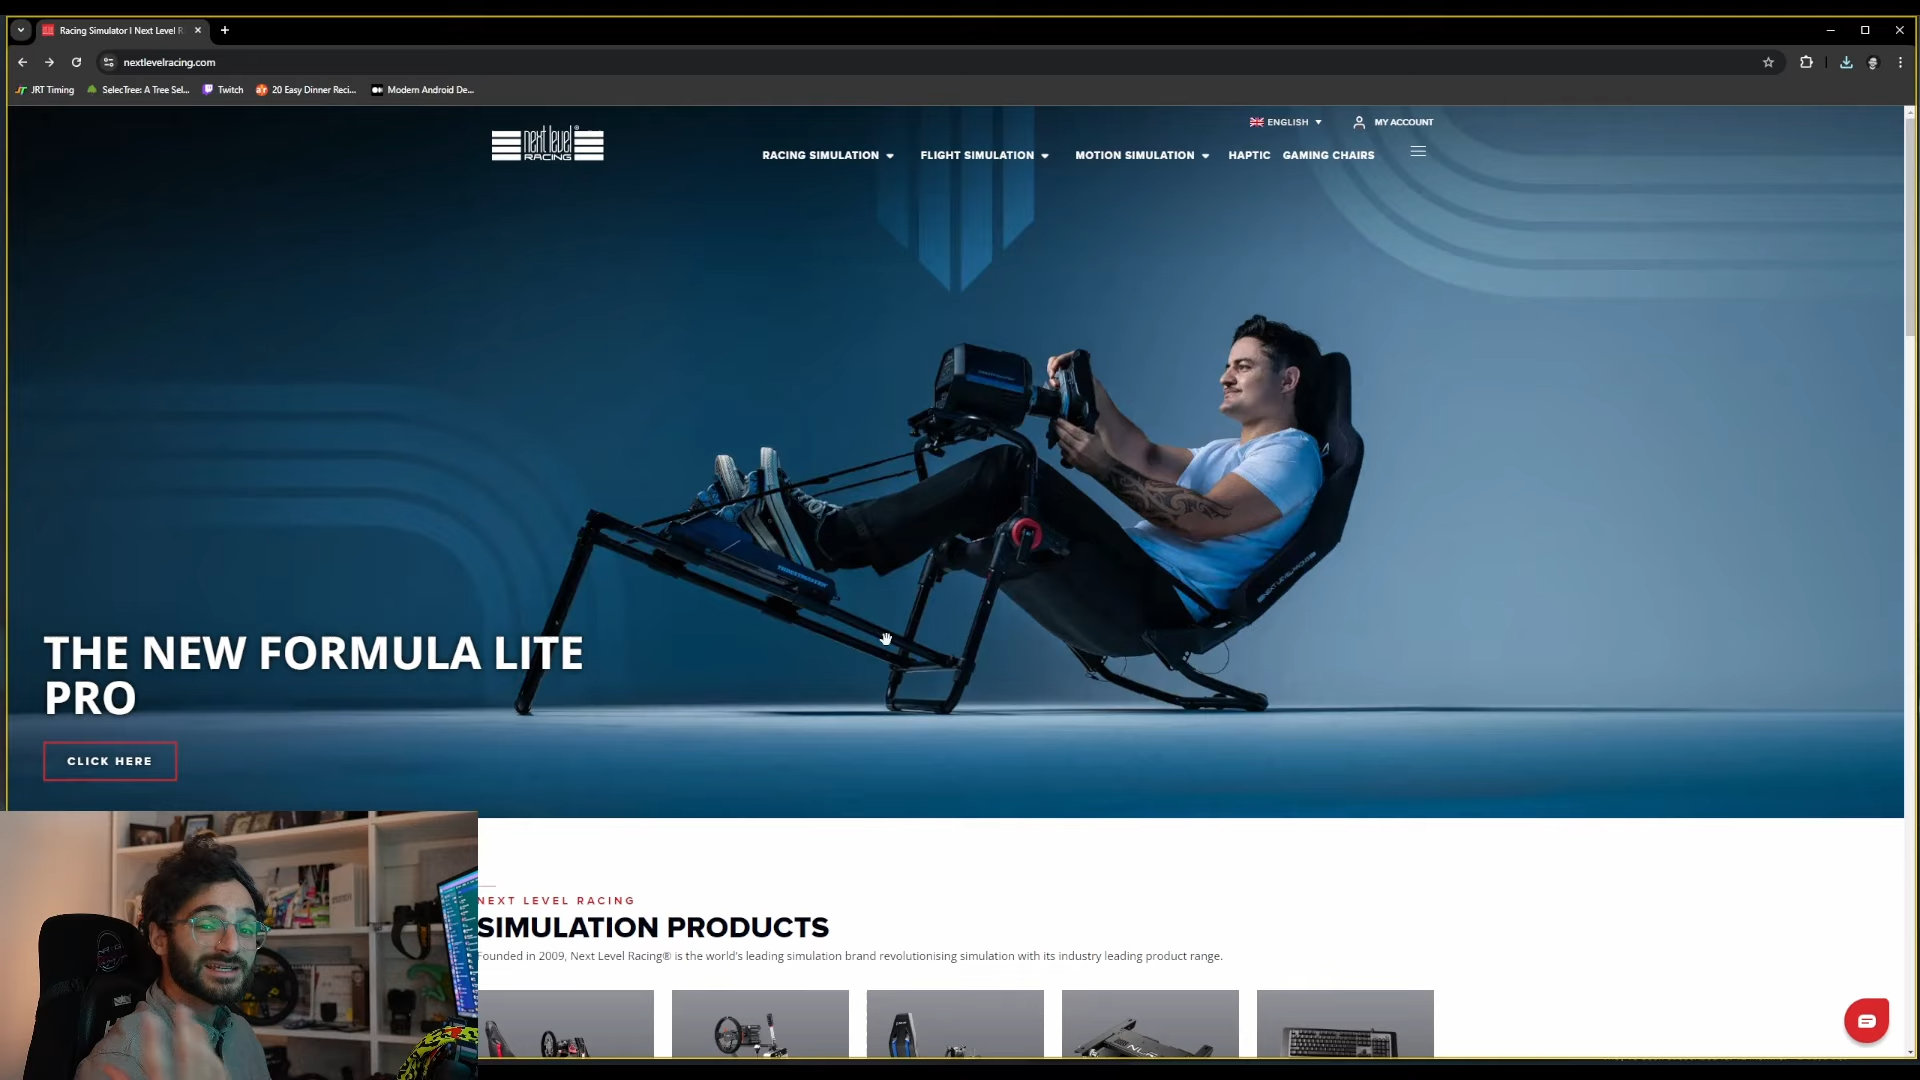 Racing Simulator I Next Level R
nextlevelracing.com
JRT Timing
SelecTree: A Tree Sel...
Twitch
20 Easy Dinner Reci...
Modern Android De...
ENGLISH
MY ACCOUNT
next level
RACING
RACING SIMULATION
FLIGHT SIMULATION
MOTION SIMULATION
HAPTIC
GAMING CHAIRS
THRUSTMASTER
THE NEW FORMULA LITE
PRO
CLICK HERE
NEXT LEVEL RACING
SIMULATION PRODUCTS
Founded in 2009, Next Level Racing® is the world's leading simulation brand revolutionising simulation with its industry leading product range.